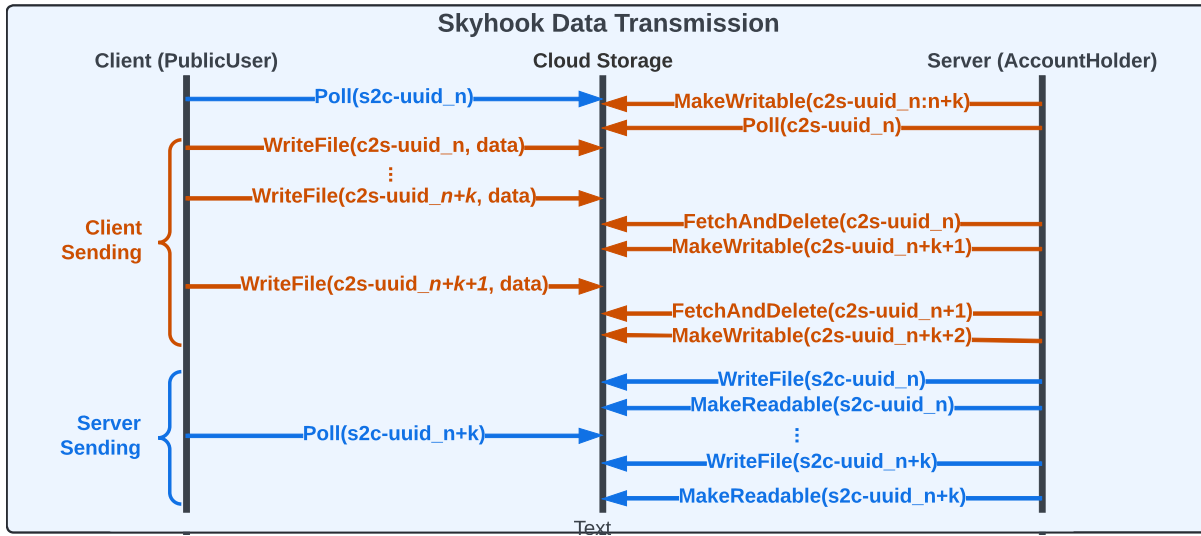 Skyhook Data Transmission
Client (PublicUser)
Cloud Storage
Server (AccountHolder)
Poll(s2c-uuid_n)
MakeWritable(c2s-uuid_n:n+k)
Poll(c2s-uuid_n)
WriteFile(c2s-uuid_n, data)
⋮
WriteFile(c2s-uuid_n+k, data)
FetchAndDelete(c2s-uuid_n)
Client
Sending
MakeWritable(c2s-uuid_n+k+1)
WriteFile(c2s-uuid_n+k+1, data)
FetchAndDelete(c2s-uuid_n+1)
MakeWritable(c2s-uuid_n+k+2)
WriteFile(s2c-uuid_n)
MakeReadable(s2c-uuid_n)
Server
Sending
Poll(s2c-uuid_n+k)
⋮
WriteFile(s2c-uuid_n+k)
MakeReadable(s2c-uuid_n+k)
Text